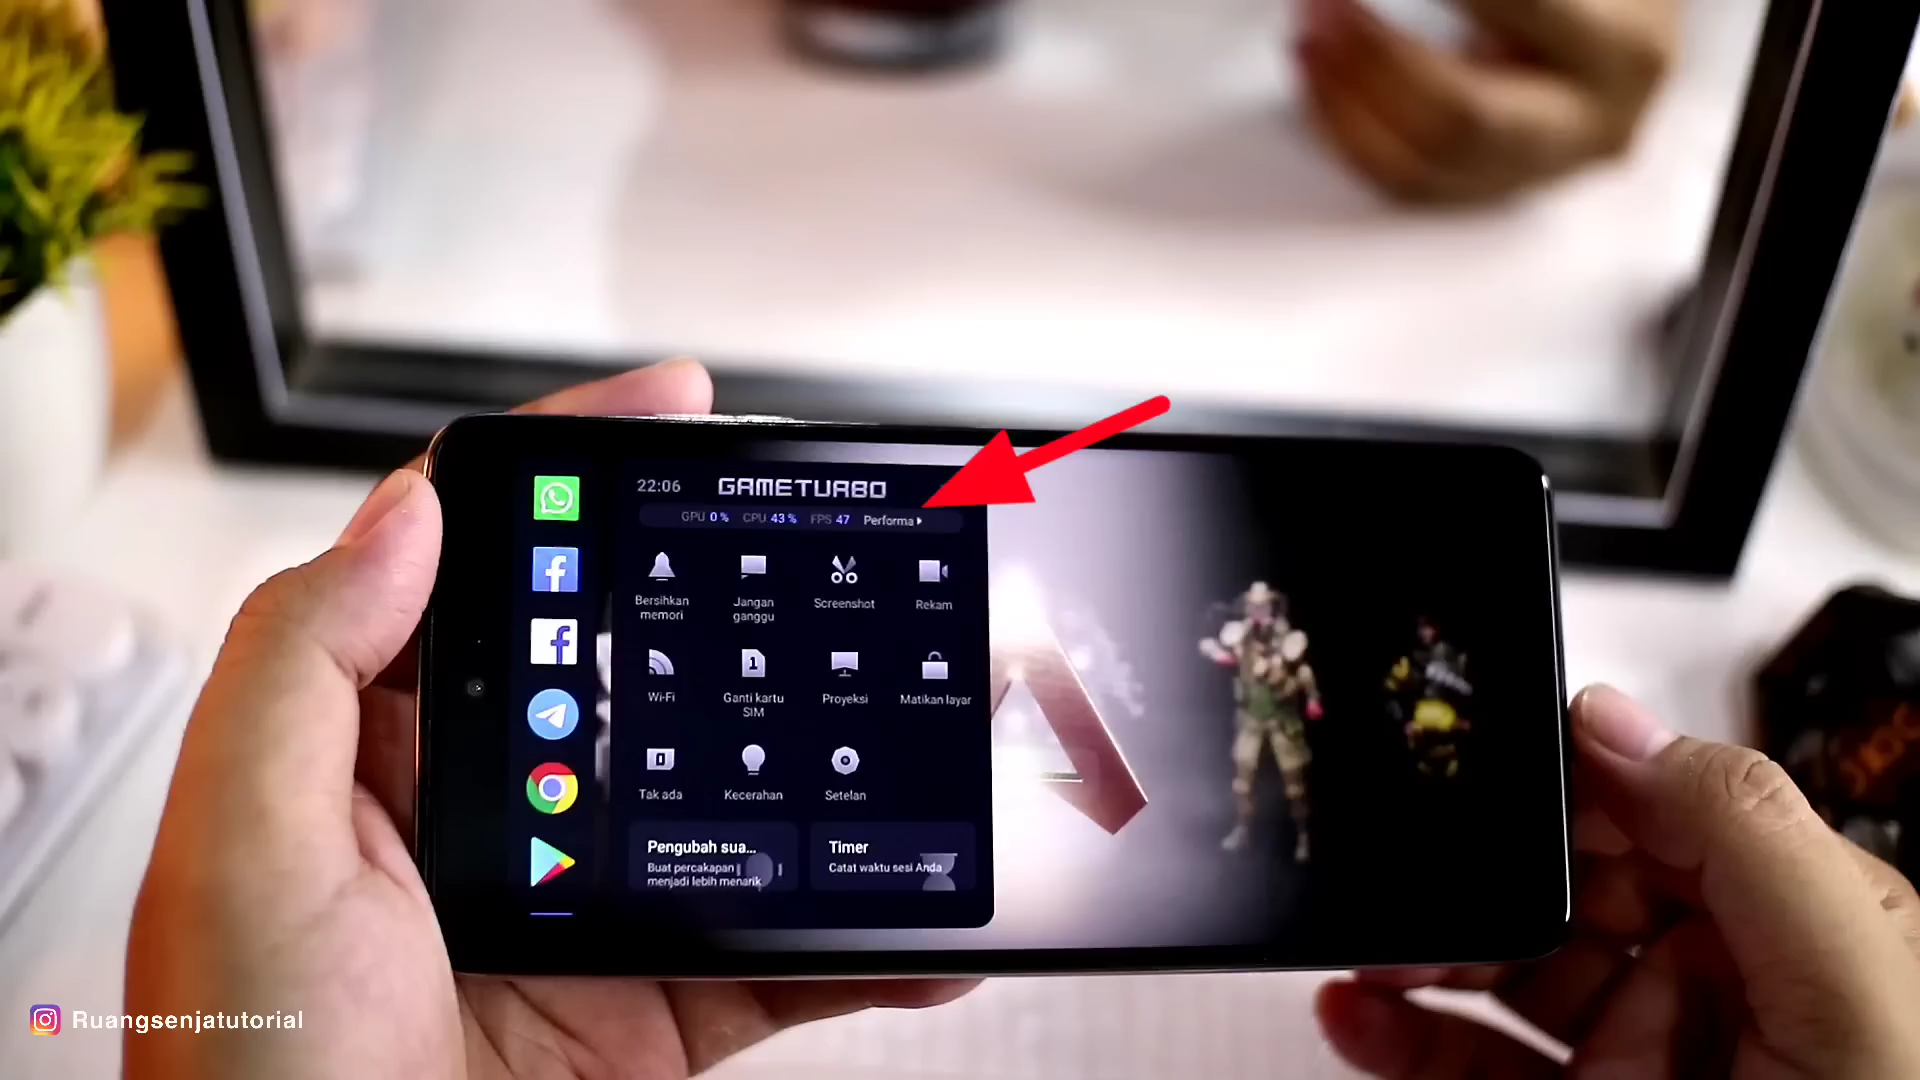 22:06 GAMETURBO
GPU 0 % CPU 43 % FPS 47 Performa
Bersihkan memori
Jangan ganggu
Screenshot
Rekam
Wi-Fi
1
Ganti kartu SIM
Proyeksi
Matikan layar
0
Tak ada
Kecerahan
Setelan
Pengubah sua...
Buat percakapan
menjadi lebih menarik
Timer
Catat waktu sesi Anda
Ruangsenjatutorial